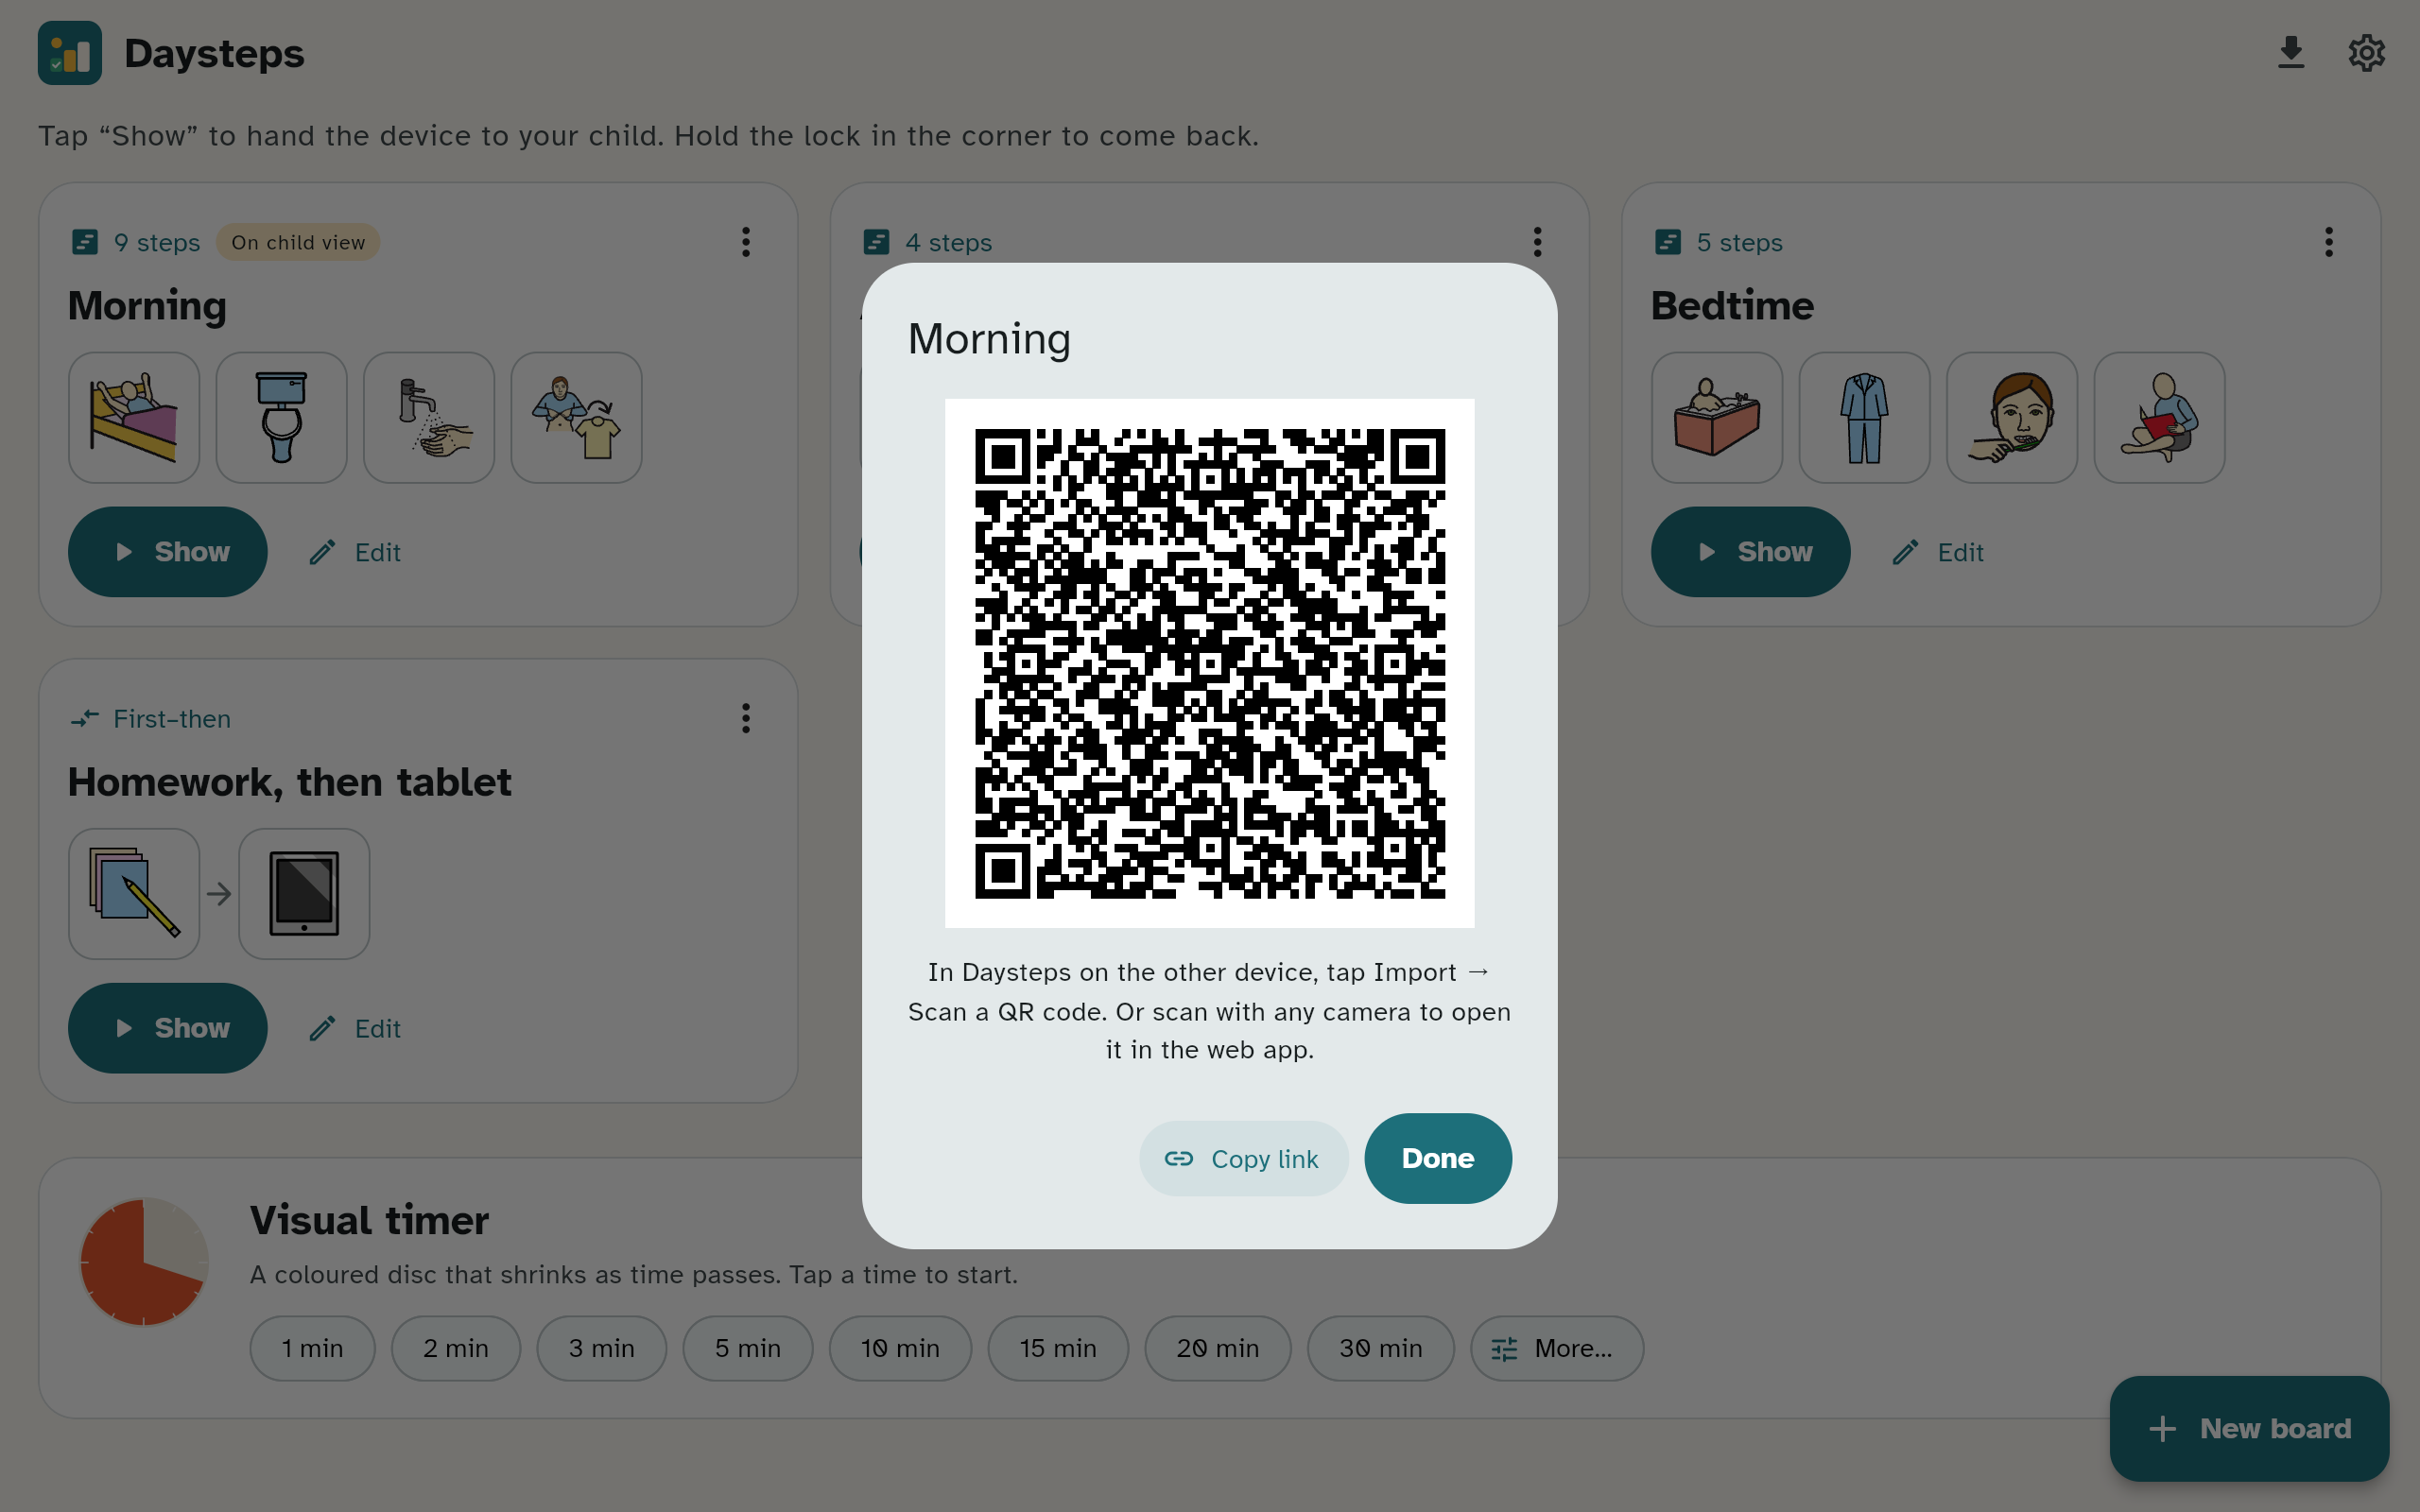 Daysteps
Tap “Show” to hand the device to your child. Hold the lock in the corner to come back.
9 steps
On child view
Morning
Show
Edit
4 steps
5 steps
Bedtime
Show
Edit
Morning
In Daysteps on the other device, tap Import →
Scan a QR code. Or scan with any camera to open
it in the web app.
Copy link
Done
First–then
Homework, then tablet
Show
Edit
Visual timer
A coloured disc that shrinks as time passes. Tap a time to start.
1 min
2 min
3 min
5 min
10 min
15 min
20 min
30 min
More...
New board